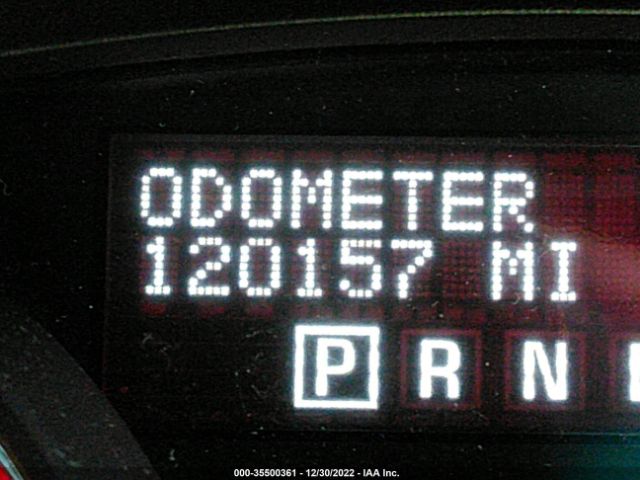 ODOMETER
120157 MI
P R N
000-35500361 - 12/30/2022 - IAA Inc.